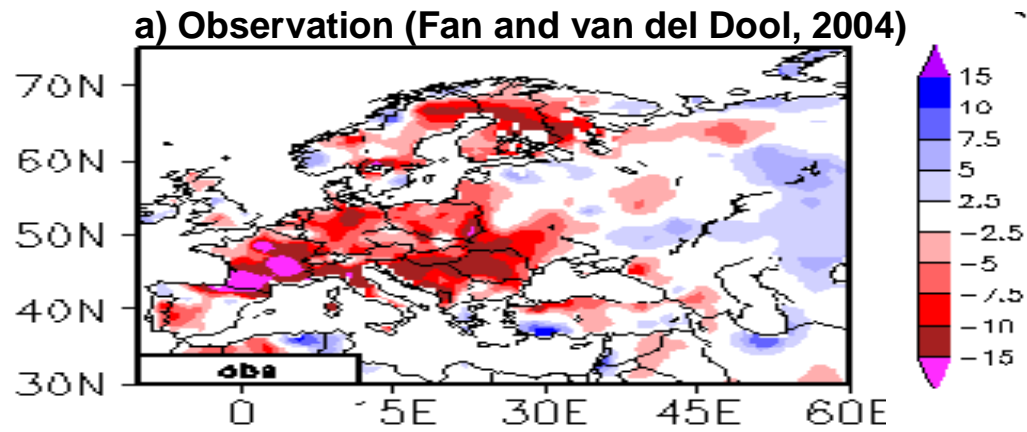 a) Observation (Fan and van del Dool, 2004)
70N
60N
50N
40N
30N
obs
0
15E
30E
45E
60E
15
10
7.5
5
2.5
-2.5
-5
-7.5
-10
-15